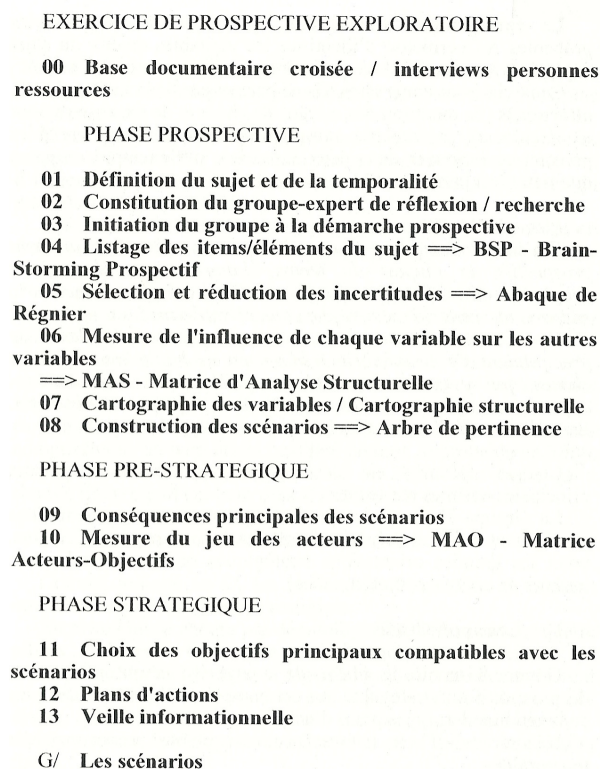 EXERCICE DE PROSPECTIVE EXPLORATOIRE
00 Base documentaire croisée / interviews personnes
ressources
PHASE PROSPECTIVE
01 Définition du sujet et de la temporalité
02 Constitution du groupe-expert de réflexion / recherche
03 Initiation du groupe à la démarche prospective
04 Listage des items/éléments du sujet ==> BSP - Brain-
Storming Prospectif
05 Sélection et réduction des incertitudes ==> Abaque de
Régnier
06 Mesure de l'influence de chaque variable sur les autres
variables
==> MAS - Matrice d'Analyse Structurelle
07 Cartographie des variables / Cartographie structurelle
08 Construction des scénarios ==> Arbre de pertinence
PHASE PRE-STRATEGIQUE
09 Conséquences principales des scénarios
10 Mesure du jeu des acteurs ==> MAO - Matrice
Acteurs-Objectifs
PHASE STRATEGIQUE
11 Choix des objectifs principaux compatibles avec les
scénarios
12 Plans d'actions
13 Veille informationnelle
G/ Les scénarios